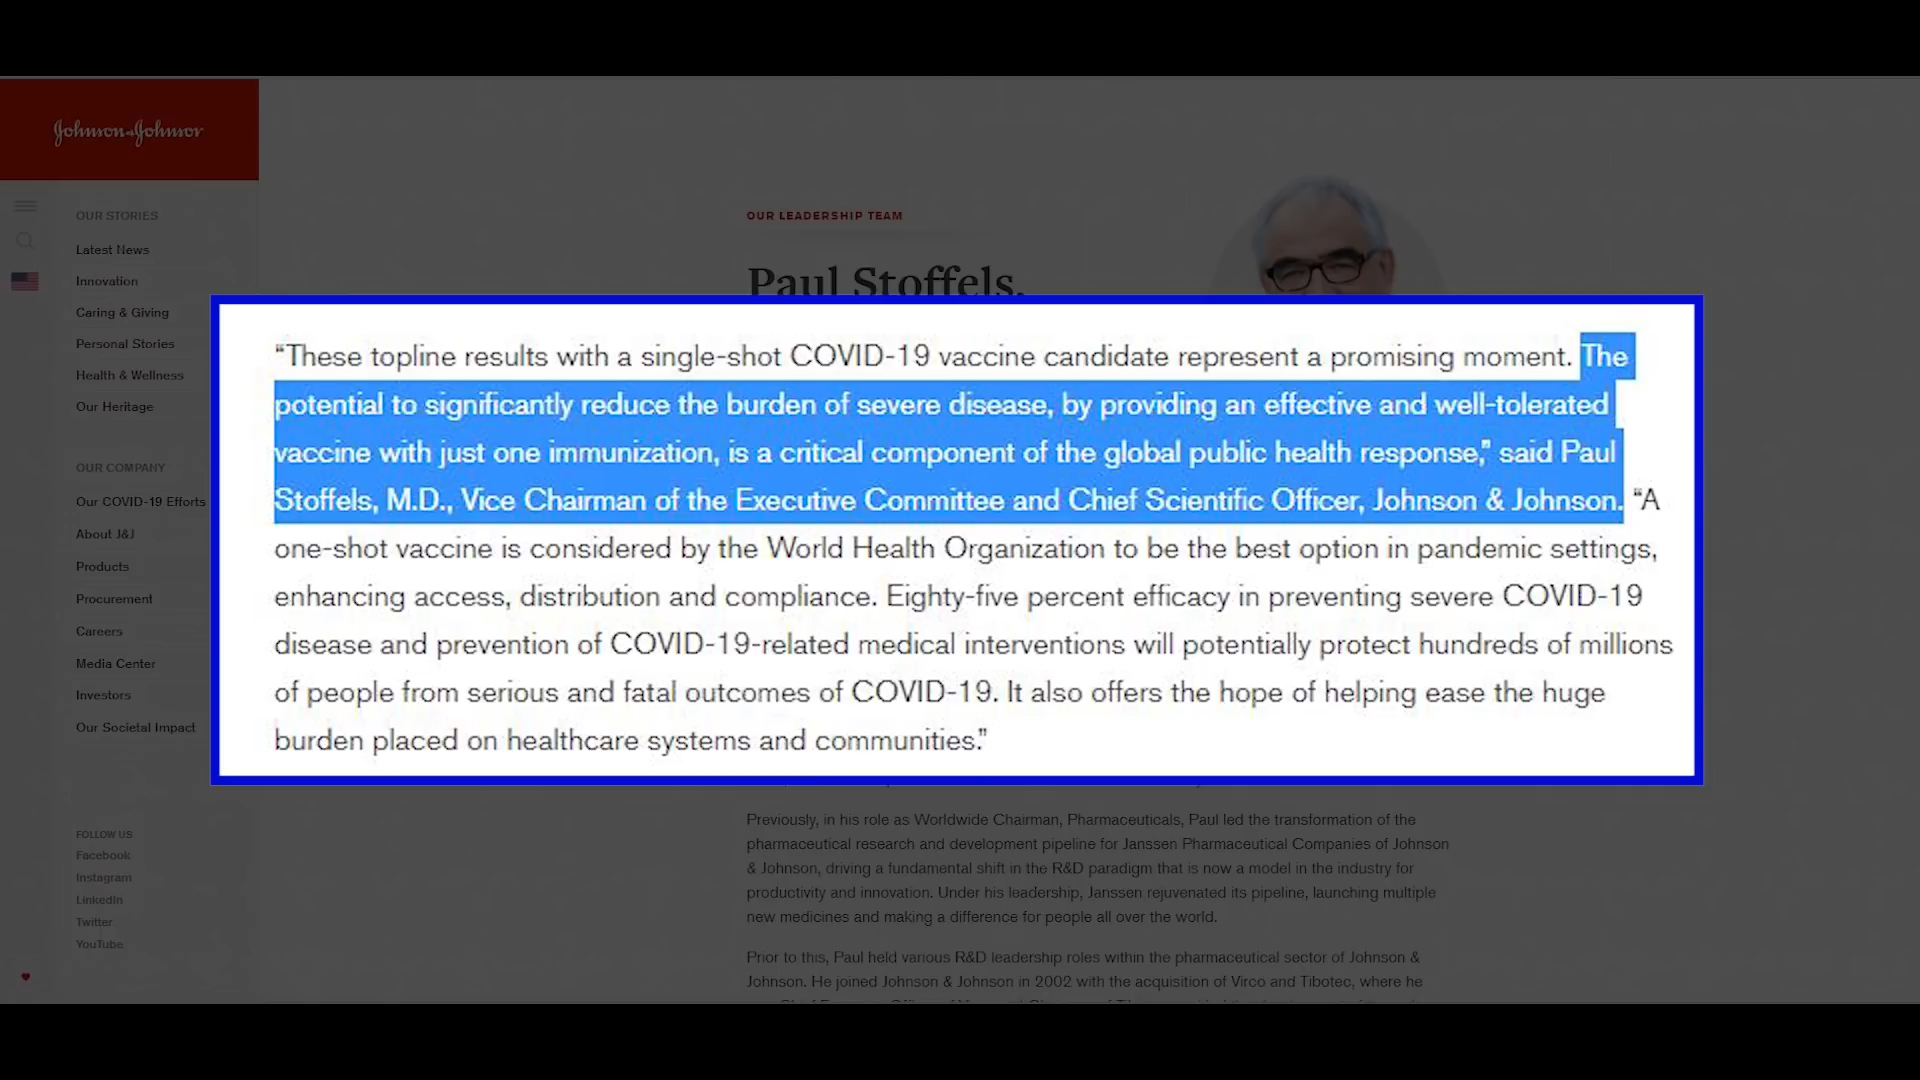 Johnson & Johnson
OUR STORIES
Latest News
Innovation
Caring & Giving
Personal Stories
Health & Wellness
Our Heritage
OUR COMPANY
Our COVID-19 Efforts
About J&J
Products
Procurement
Careers
Media Center
Investors
Our Societal Impact
FOLLOW US
Facebook
Instagram
LinkedIn
Twitter
YouTube
OUR LEADERSHIP TEAM
Paul Stoffels,
“These topline results with a single-shot COVID-19 vaccine candidate represent a promising moment. The
potential to significantly reduce the burden of severe disease, by providing an effective and well-tolerated
vaccine with just one immunization, is a critical component of the global public health response,” said Paul
Stoffels, M.D., Vice Chairman of the Executive Committee and Chief Scientific Officer, Johnson & Johnson. “A
one-shot vaccine is considered by the World Health Organization to be the best option in pandemic settings,
enhancing access, distribution and compliance. Eighty-five percent efficacy in preventing severe COVID-19
disease and prevention of COVID-19-related medical interventions will potentially protect hundreds of millions
of people from serious and fatal outcomes of COVID-19. It also offers the hope of helping ease the huge
burden placed on healthcare systems and communities.”
Previously, in his role as Worldwide Chairman, Pharmaceuticals, Paul led the transformation of the
pharmaceutical research and development pipeline for Janssen Pharmaceutical Companies of Johnson
& Johnson, driving a fundamental shift in the R&D paradigm that is now a model in the industry for
productivity and innovation. Under his leadership, Janssen rejuvenated its pipeline, launching multiple
new medicines and making a difference for people all over the world.
Prior to this, Paul held various R&D leadership roles within the pharmaceutical sector of Johnson &
Johnson. He joined Johnson & Johnson in 2002 with the acquisition of Virco and Tibotec, where he